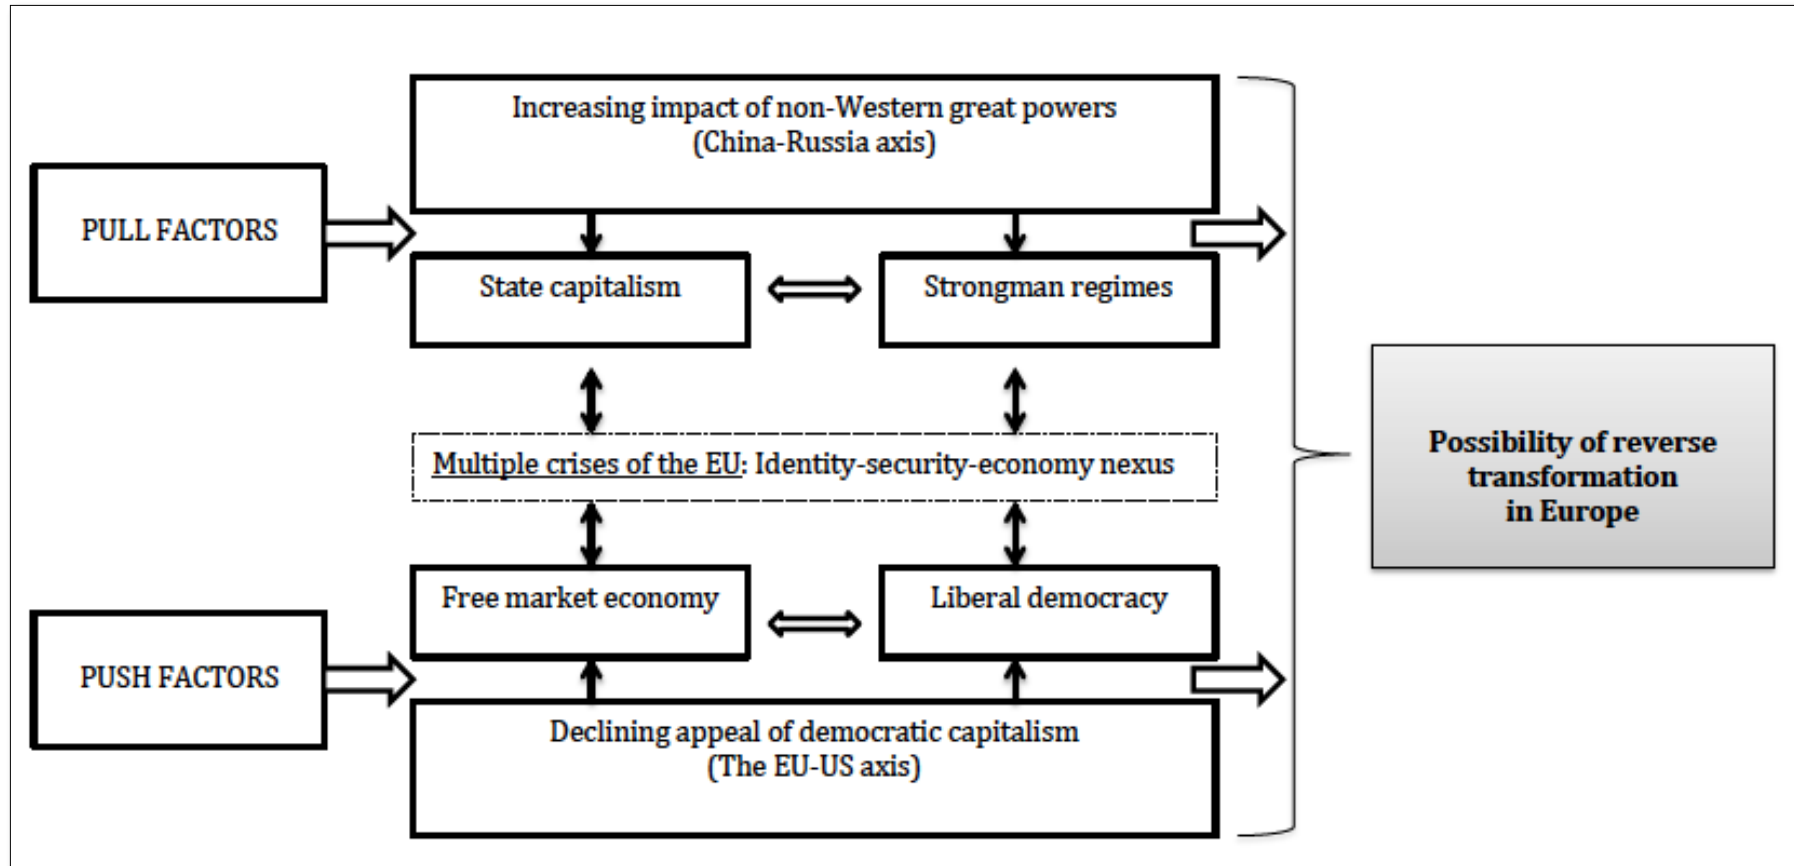 Increasing impact of non-Western great powers
(China-Russia axis)
PULL FACTORS
State capitalism
Strongman regimes
Multiple crises of the EU: Identity-security-economy nexus
Possibility of reverse
transformation
in Europe
Free market economy
Liberal democracy
PUSH FACTORS
Declining appeal of democratic capitalism
(The EU-US axis)